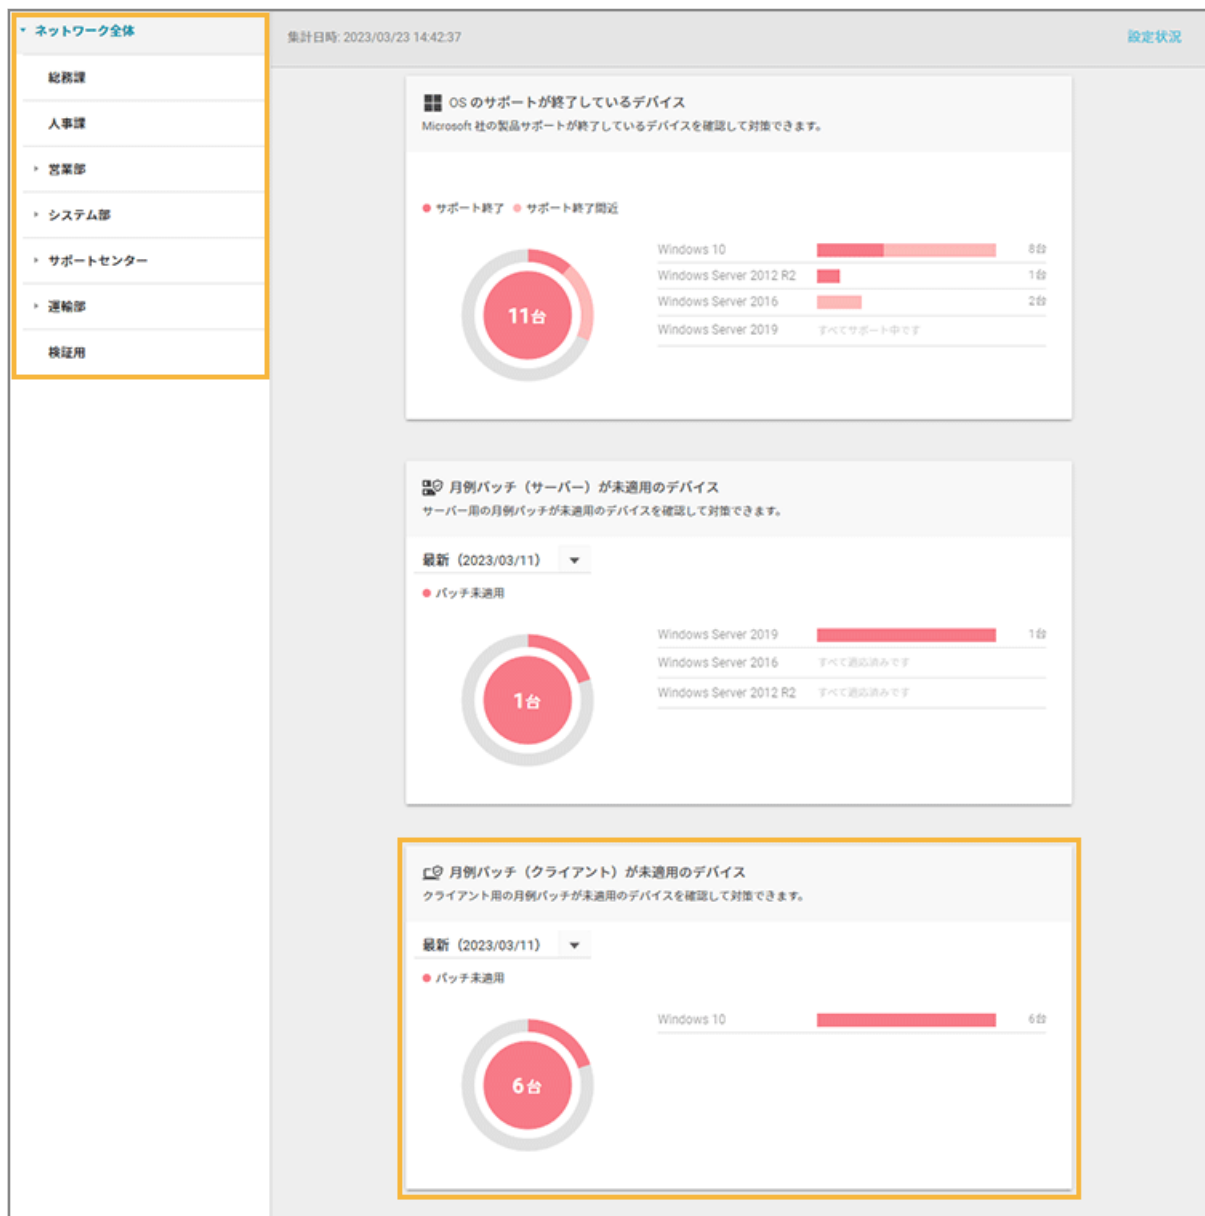 ネットワーク全体
総務課
人事課
営業部
システム部
サポートセンター
運輸部
検証用
集計日時: 2023/03/23 14:42:37
設定状況
OS のサポートが終了しているデバイス
Microsoft 社の製品サポートが終了しているデバイスを確認して対策できます。
サポート終了 サポート終了間近
11台
Windows 10 8台
Windows Server 2012 R2 1台
Windows Server 2016 2台
Windows Server 2019 すべてサポート中です
月例パッチ（サーバー）が未適用のデバイス
サーバー用の月例パッチが未適用のデバイスを確認して対策できます。
最新（2023/03/11）
パッチ未適用
1台
Windows Server 2019 1台
Windows Server 2016 すべて適応済みです
Windows Server 2012 R2 すべて適応済みです
月例パッチ（クライアント）が未適用のデバイス
クライアント用の月例パッチが未適用のデバイスを確認して対策できます。
最新（2023/03/11）
パッチ未適用
6台
Windows 10 6台